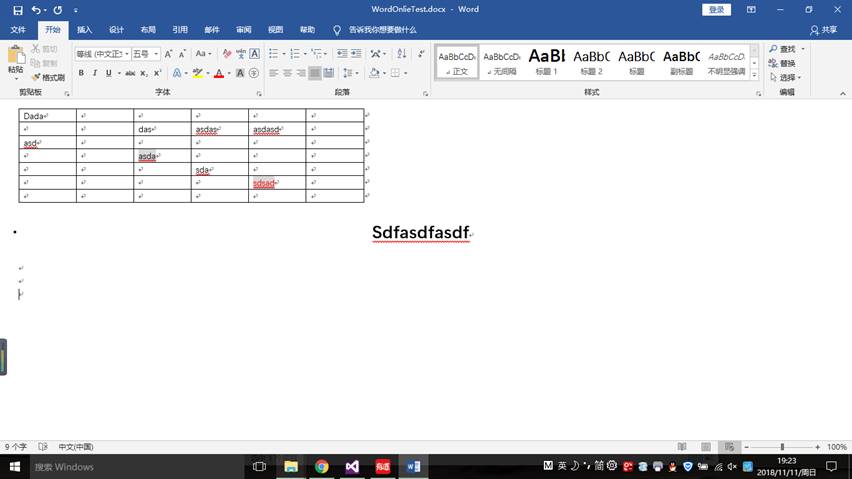 WordOnlieTest.docx - Word
登录
文件 开始 插入 设计 布局 引用 邮件 审阅 视图 帮助 告诉我你想要做什么 共享
粘贴 剪切 复制 格式刷
等线 (中文正文 五号
B I U abc X₂ X²
AaBbCcDc AaBbCcDc AaBl AaBbC AaBbC AaBbC AaBbCcD.
正文 无间隔 标题 1 标题 2 标题 副标题 不明显强调
查找 替换 选择
剪贴板 字体 段落 样式 编辑
Dada
das asdas asdasd
asd
asda
sda
sdsad
Sdfasdfasdf
9 个字 中文(中国) 100%
搜索 Windows
英 简
19:23
2018/11/11/周日